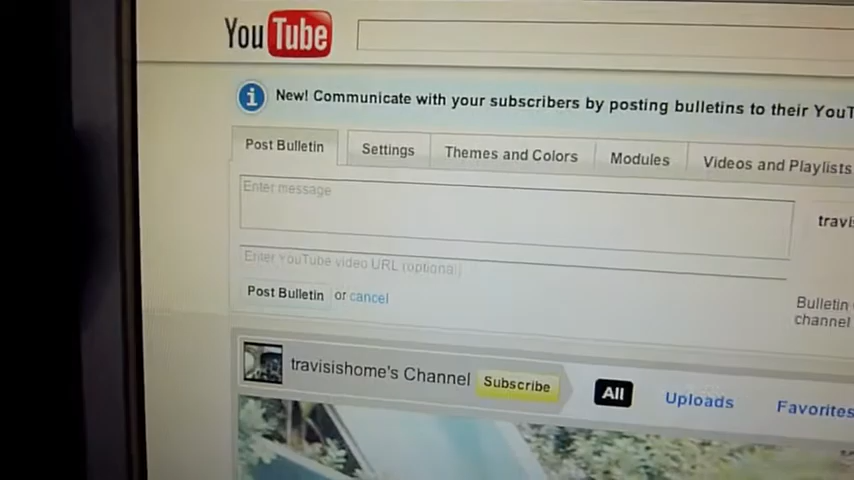 YouTube
New! Communicate with your subscribers by posting bulletins to their YouT
Post Bulletin Settings Themes and Colors Modules Videos and Playlists
Enter message
travi
Enter YouTube video URL (optional)
Post Bulletin or cancel
Bulletin
channel
travisishome's Channel Subscribe All Uploads Favorites